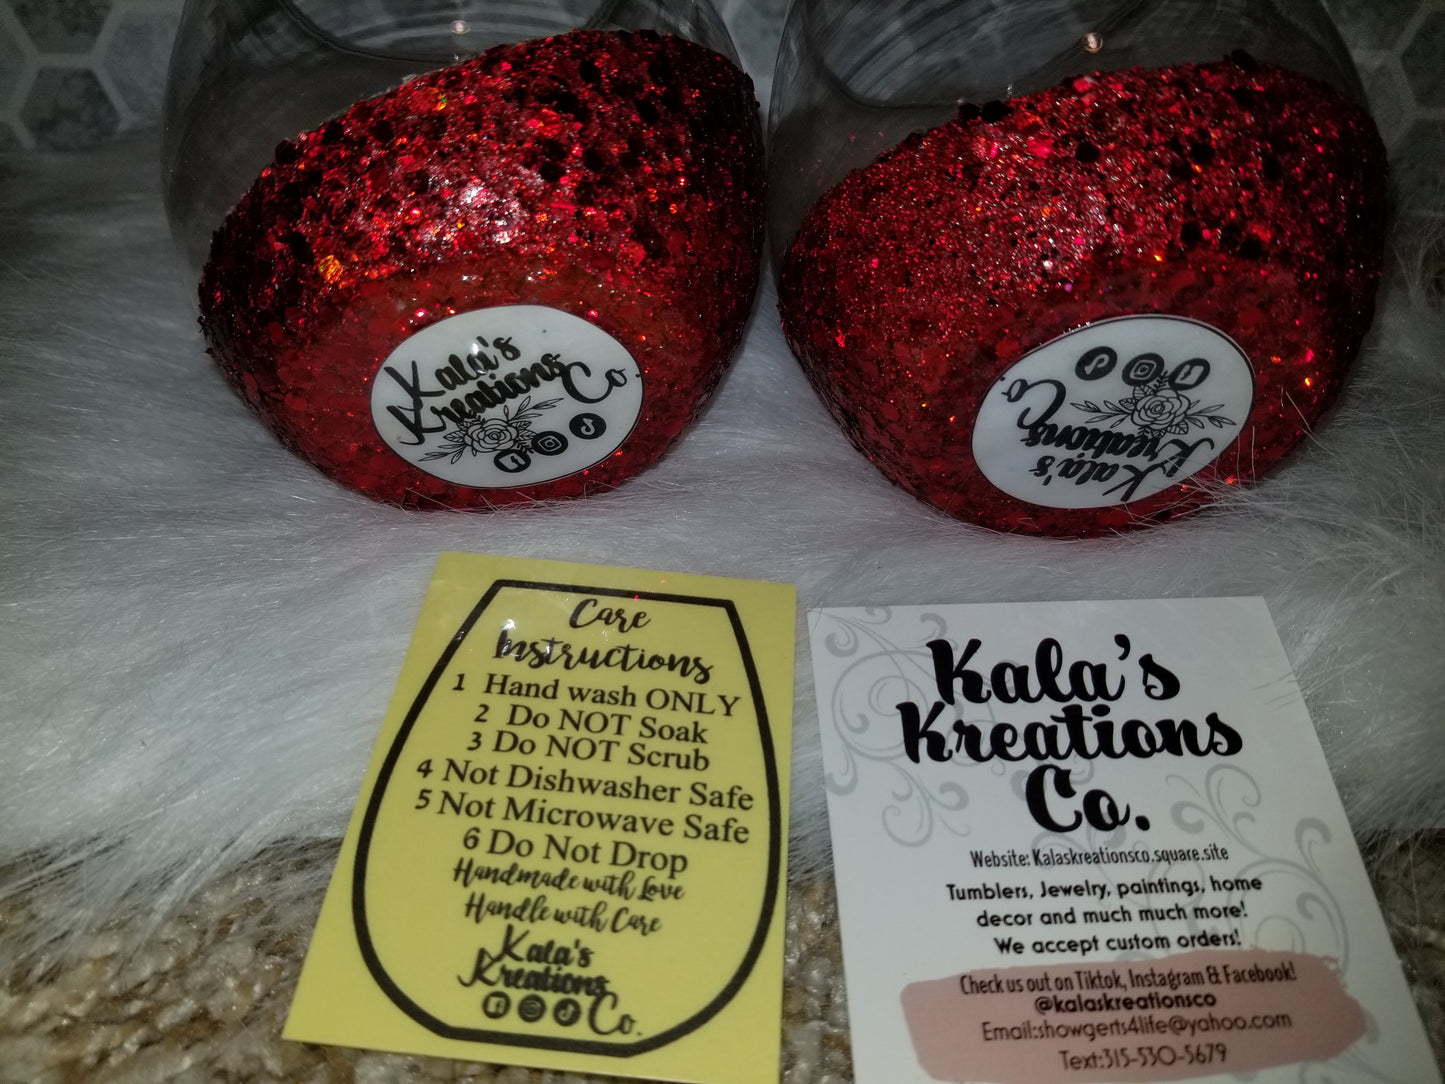 Kala's
Kreations
Co.
Kala's
Kreations
Co
Care
Instructions
1 Hand wash ONLY
2 Do NOT Soak
3 Do NOT Scrub
4 Not Dishwasher Safe
5 Not Microwave Safe
6 Do Not Drop
Handmade with Love
Handle with Care
Kala's
Kreations
Co.
Kala's
Kreations
Co.
Website: Kalaskreationsco.square.site
Tumblers, Jewelry, paintings, home
decor and much much more!
We accept custom orders!
Check us out on Tiktok, Instagram & Facebook!
@kalaskreationsco
Email:showgerts4life@yahoo.com
Text:315-530-5679